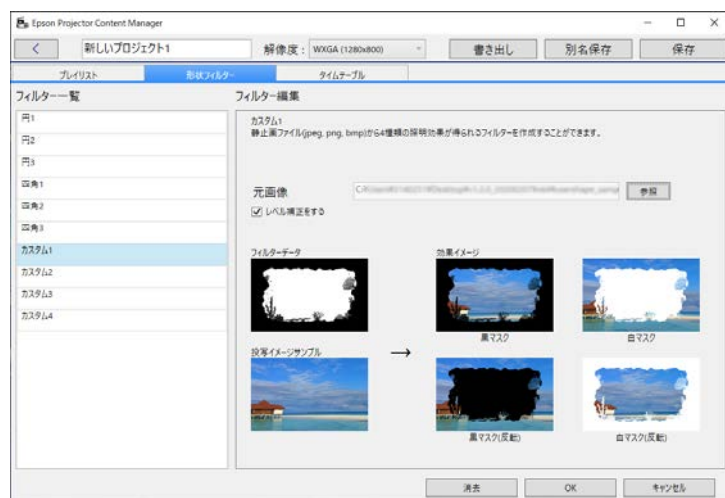 Epson Projector Content Manager
新しいプロジェクト1 解像度： WXGA (1280x800) 書き出し 別名保存 保存
プレイリスト 形状フィルター タイムテーブル
フィルター一覧 フィルター編集
円1
円2
円3
四角1
四角2
四角3
カスタム1
カスタム2
カスタム3
カスタム4
カスタム1
静止画ファイル(jpeg, png, bmp)から4種類の照明効果が得られるフィルターを作成することができます。
元画像 参照
レベル補正をする
フィルターデータ 効果イメージ
黒マスク 白マスク
投写イメージサンプル →
黒マスク(反転) 白マスク(反転)
消去 OK キャンセル